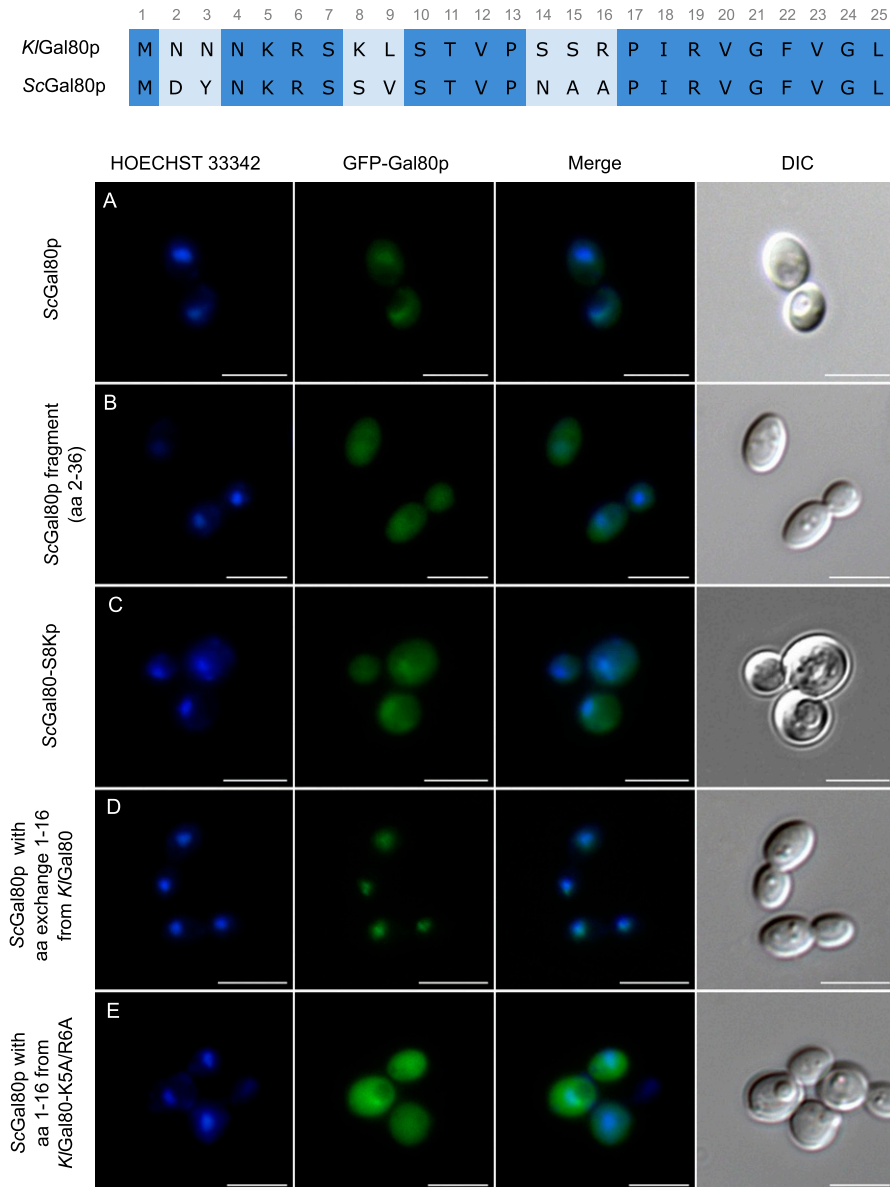 1 2 3 4 5 6 7 8 9 10 11 12 13 14 15 16 17 18 19 20 21 22 23 24 25
KlGal80p M N N N K R S K L S T V P S S R P I R V G F V G L
ScGal80p M D Y N K R S S V S T V P N A A P I R V G F V G L
HOECHST 33342 GFP-Gal80p Merge DIC
A
ScGal80p
B
ScGal80p fragment
(aa 2-36)
C
ScGal80-S8Kp
D
ScGal80p with
aa exchange 1-16
from KlGal80
E
ScGal80p with
aa 1-16 from
KlGal80-K5A/R6A